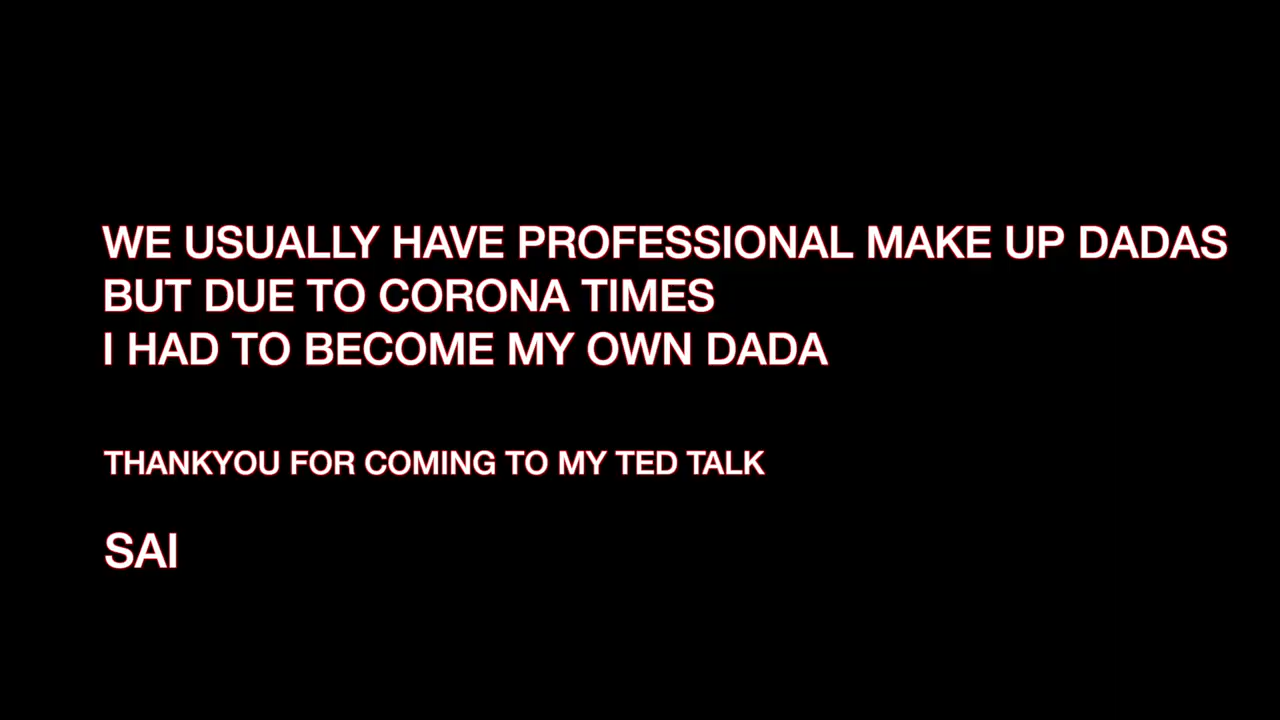 WE USUALLY HAVE PROFESSIONAL MAKE UP DADAS
BUT DUE TO CORONA TIMES
I HAD TO BECOME MY OWN DADA
THANKYOU FOR COMING TO MY TED TALK
SAI